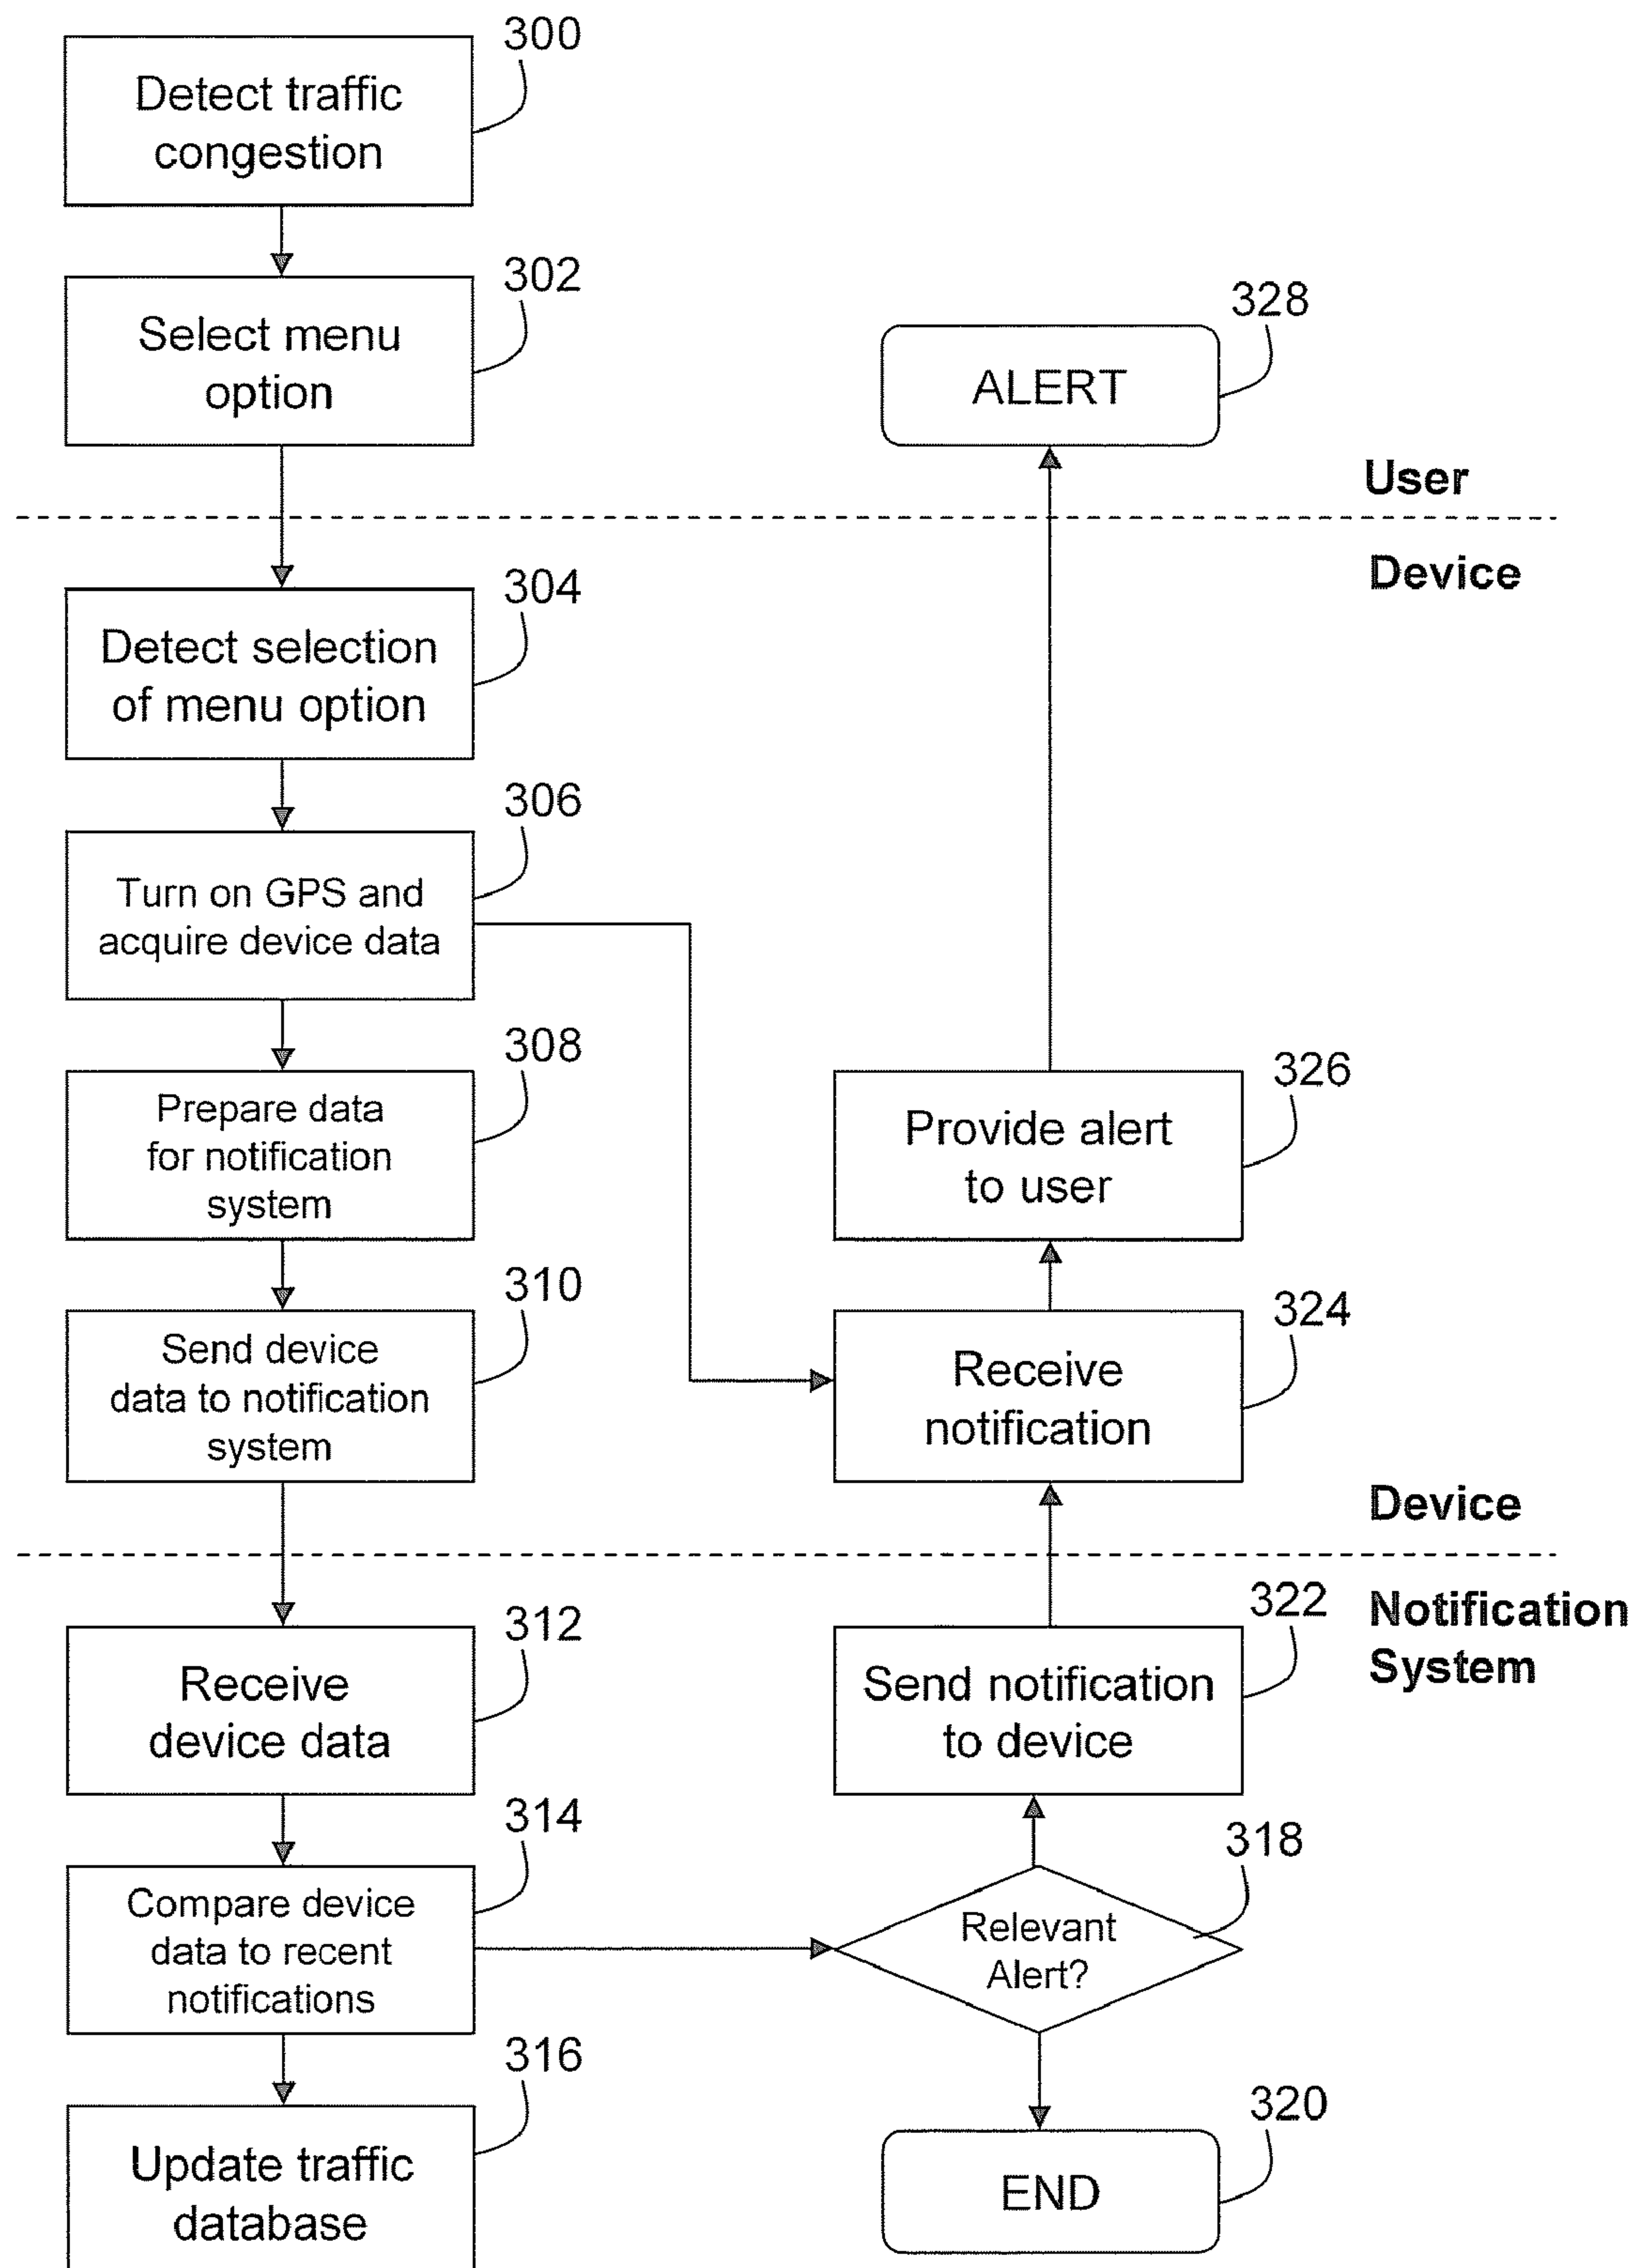 300
Detect traffic
congestion
302
Select menu
option
328
ALERT
User
Device
304
Detect selection
of menu option
306
Turn on GPS and
acquire device data
308
Prepare data
for notification
system
326
Provide alert
to user
310
Send device
data to notification
system
324
Receive
notification
Device
Notification
System
312
Receive
device data
322
Send notification
to device
314
Compare device
data to recent
notifications
318
Relevant
Alert?
316
Update traffic
database
320
END